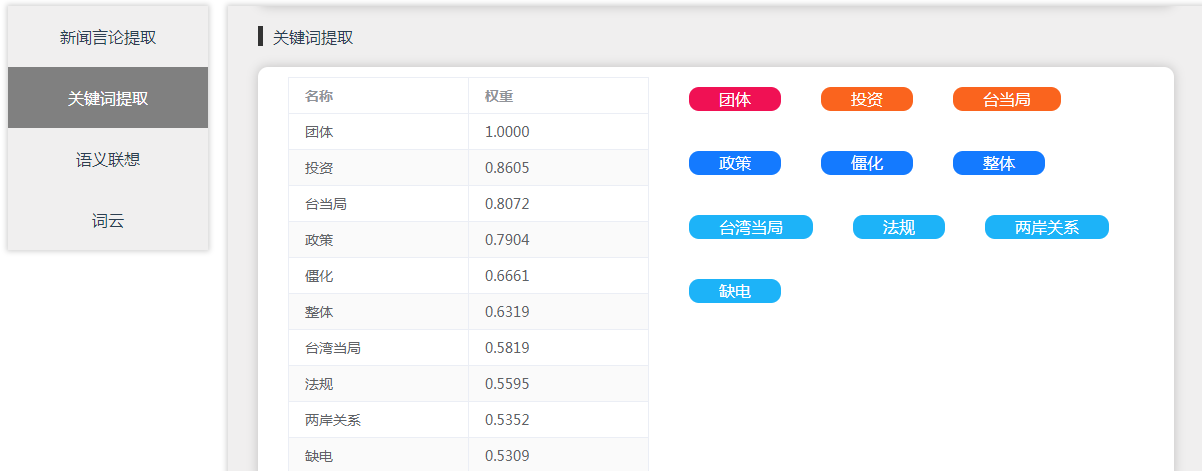 新闻言论提取
关键词提取
语义联想
词云
关键词提取
名称 权重
团体 1.0000
投资 0.8605
台当局 0.8072
政策 0.7904
僵化 0.6661
整体 0.6319
台湾当局 0.5819
法规 0.5595
两岸关系 0.5352
缺电 0.5309
团体 投资 台当局
政策 僵化 整体
台湾当局 法规 两岸关系
缺电